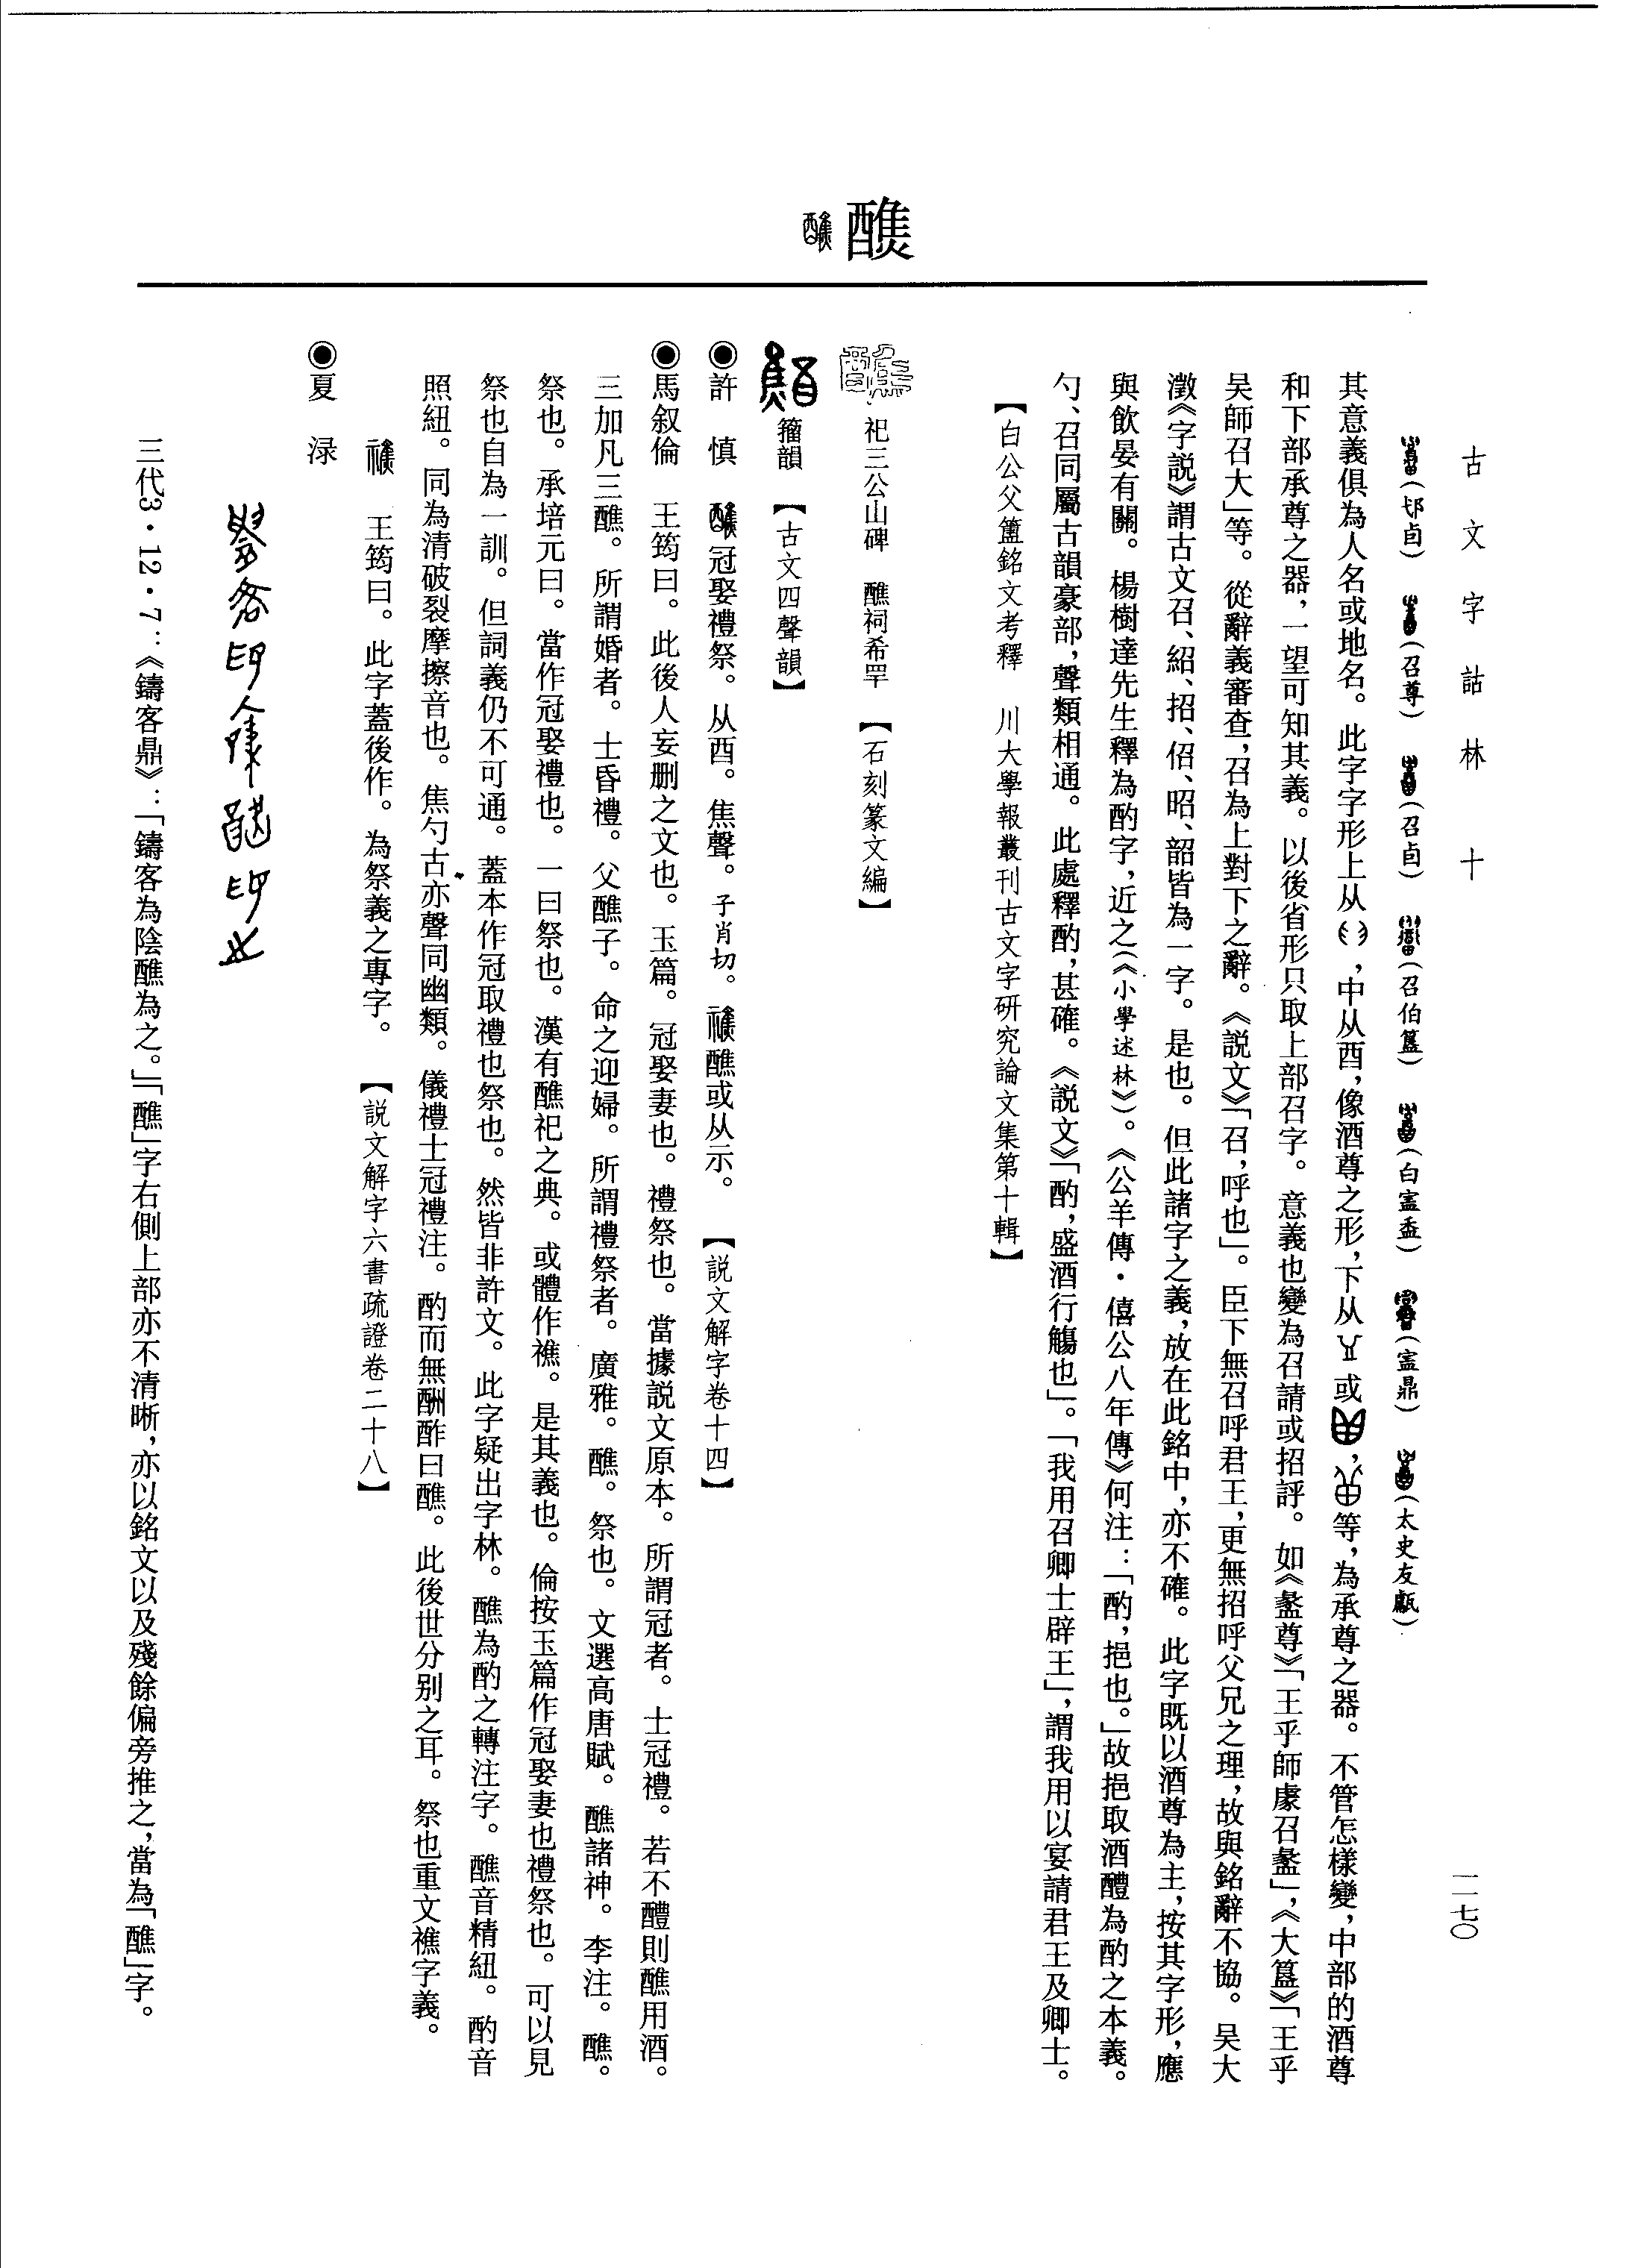 古文字詁林 十
一一七〇
(邸卣) (召尊) (召卣) (召伯簋) (白𡧊盉) (𡧊鼎) (太史友甗)
其意義俱為人名或地名。此字字形上从,中从酉,像酒尊之形,下从或,等,為承尊之器。不管怎樣變,中部的酒尊
和下部承尊之器,一望可知其義。以後省形只取上部召字。意義也變為召請或招評。如《盠尊》「王乎師豦召盠」,《大簋》「王乎
吴師召大」等。從辭義審查,召為上對下之辭。《説文》「召,呼也」。臣下無召呼君王,更無招呼父兄之理,故與銘辭不協。吴大
澂《字説》謂古文召、紹、招、佋、昭、韶皆為一字。是也。但此諸字之義,放在此銘中,亦不確。此字既以酒尊為主,按其字形,應
與飲晏有關。楊樹達先生釋為酌字,近之(《小學述林》)。《公羊傳·僖公八年傳》何注:「酌,挹也。」故挹取酒醴為酌之本義。
勺、召同屬古韻豪部,聲類相通。此處釋酌,甚確。《説文》「酌,盛酒行觴也」。「我用召卿士辟王」,謂我用以宴請君王及卿士。
【白公父簠銘文考釋 川大學報叢刊古文字研究論文集第十輯】
醮
祀三公山碑 醮祠希罕 【石刻篆文編】
籀韻 【古文四聲韻】
◉許 慎 冠娶禮祭。从酉。焦聲。子肖切。醮或从示。 【説文解字卷十四】
◉馬叙倫 王筠曰。此後人妄删之文也。玉篇。冠娶妻也。禮祭也。當據説文原本。所謂冠者。士冠禮。若不醴則醮用酒。
三加凡三醮。所謂婚者。士昏禮。父醮子。命之迎婦。所謂禮祭者。廣雅。醮。祭也。文選高唐賦。醮諸神。李注。醮。
祭也。承培元曰。當作冠娶禮也。一曰祭也。漢有醮祀之典。或體作䄍。是其義也。倫按玉篇作冠娶妻也禮祭也。可以見
祭也自為一訓。但詞義仍不可通。蓋本作冠取禮也祭也。然皆非許文。此字疑出字林。醮為酌之轉注字。醮音精紐。酌音
照紐。同為清破裂摩擦音也。焦勺古亦聲同幽類。儀禮士冠禮注。酌而無酬酢曰醮。此後世分别之耳。祭也重文䄍字義。
王筠曰。此字蓋後作。為祭義之專字。 【説文解字六書疏證卷二十八】
◉夏 渌
三代3·12·7:《鑄客鼎》:「鑄客為陰醮為之。」「醮」字右側上部亦不清晰,亦以銘文以及殘餘偏旁推之,當為「醮」字。